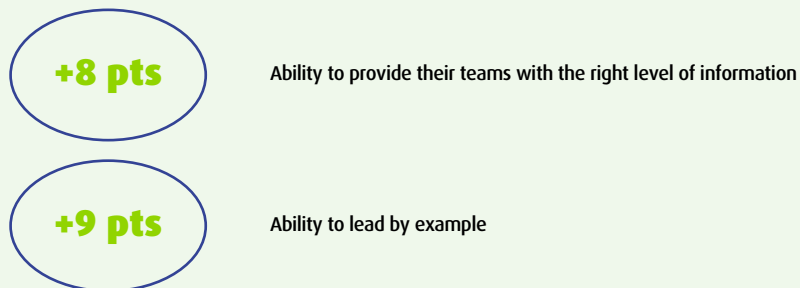 +8 pts
Ability to provide their teams with the right level of information
+9 pts
Ability to lead by example